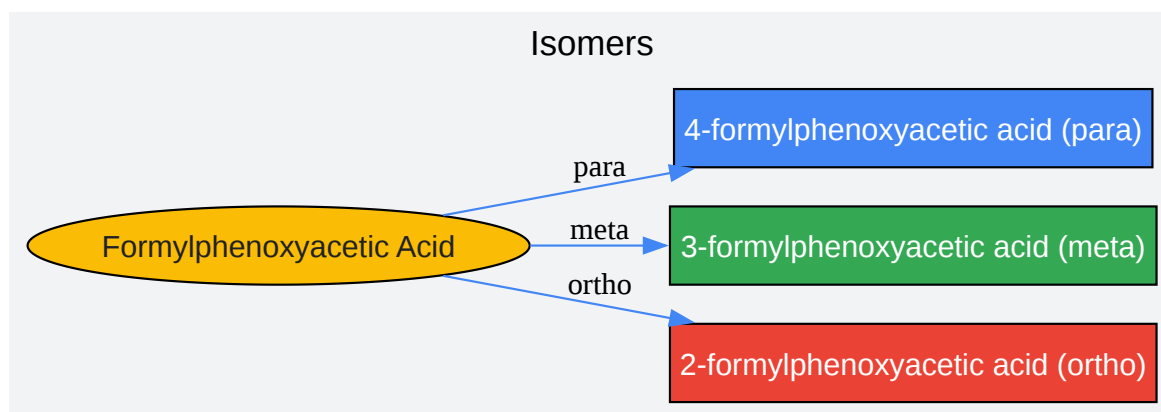 Isomers
4-formylphenoxyacetic acid (para)
para
Formylphenoxyacetic Acid
meta
3-formylphenoxyacetic acid (meta)
ortho
2-formylphenoxyacetic acid (ortho)